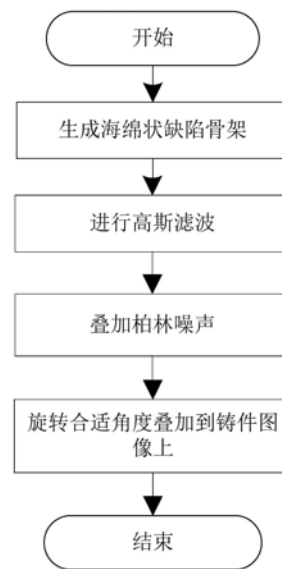 开始
生成海绵状缺陷骨架
进行高斯滤波
叠加柏林噪声
旋转合适角度叠加到铸件图
像上
结束